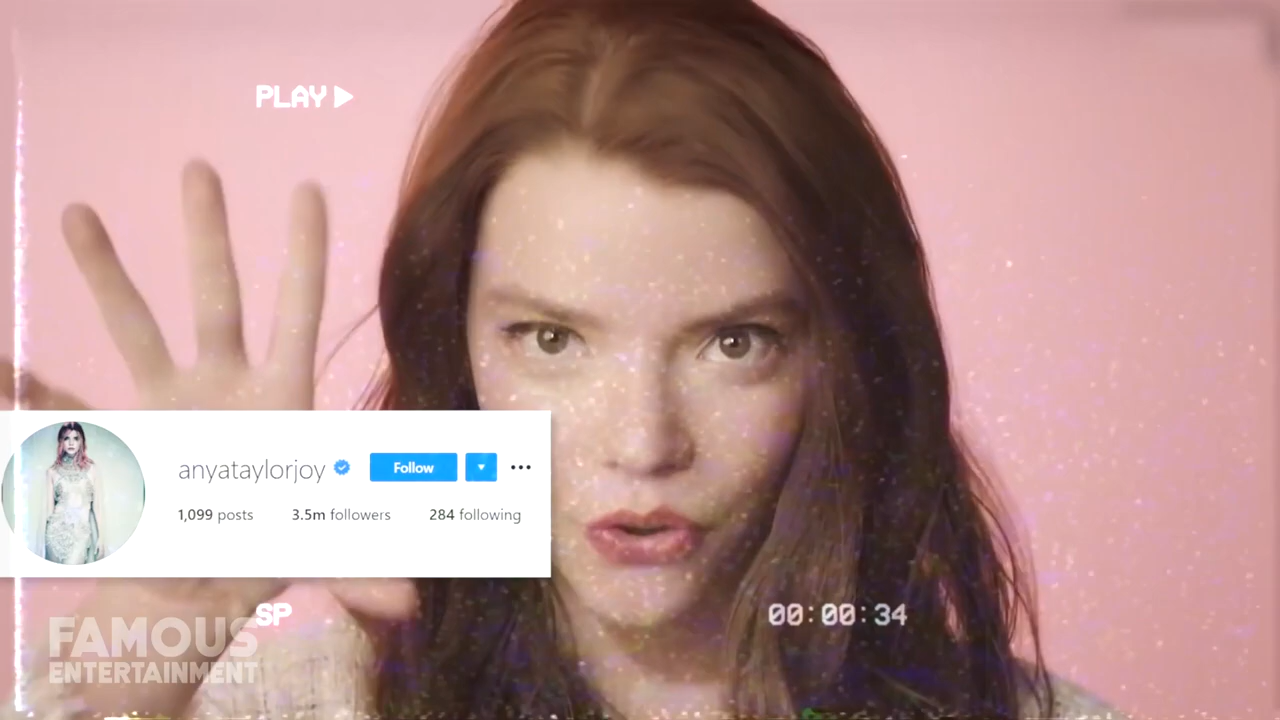 PLAY
anyataylorjoy Follow
1,099 posts 3.5m followers 284 following
SP
00:00:34
FAMOUS
ENTERTAINMENT